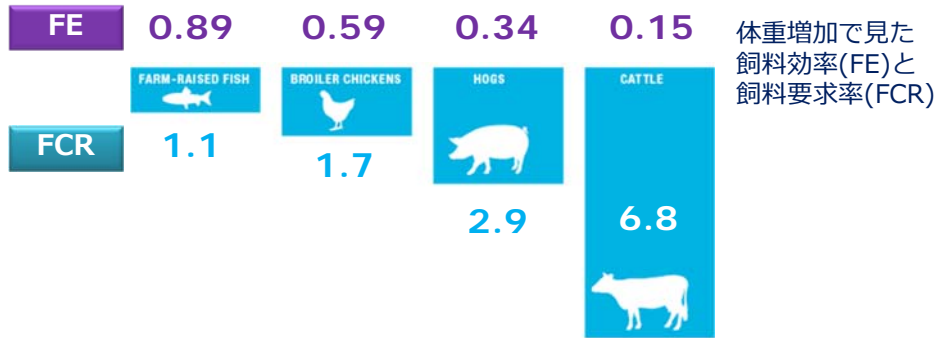 FE 0.89 0.59 0.34 0.15
体重増加で見た
飼料効率(FE)と
飼料要求率(FCR)
FARM-RAISED FISH BROILER CHICKENS HOGS CATTLE
FCR 1.1
1.7
2.9 6.8